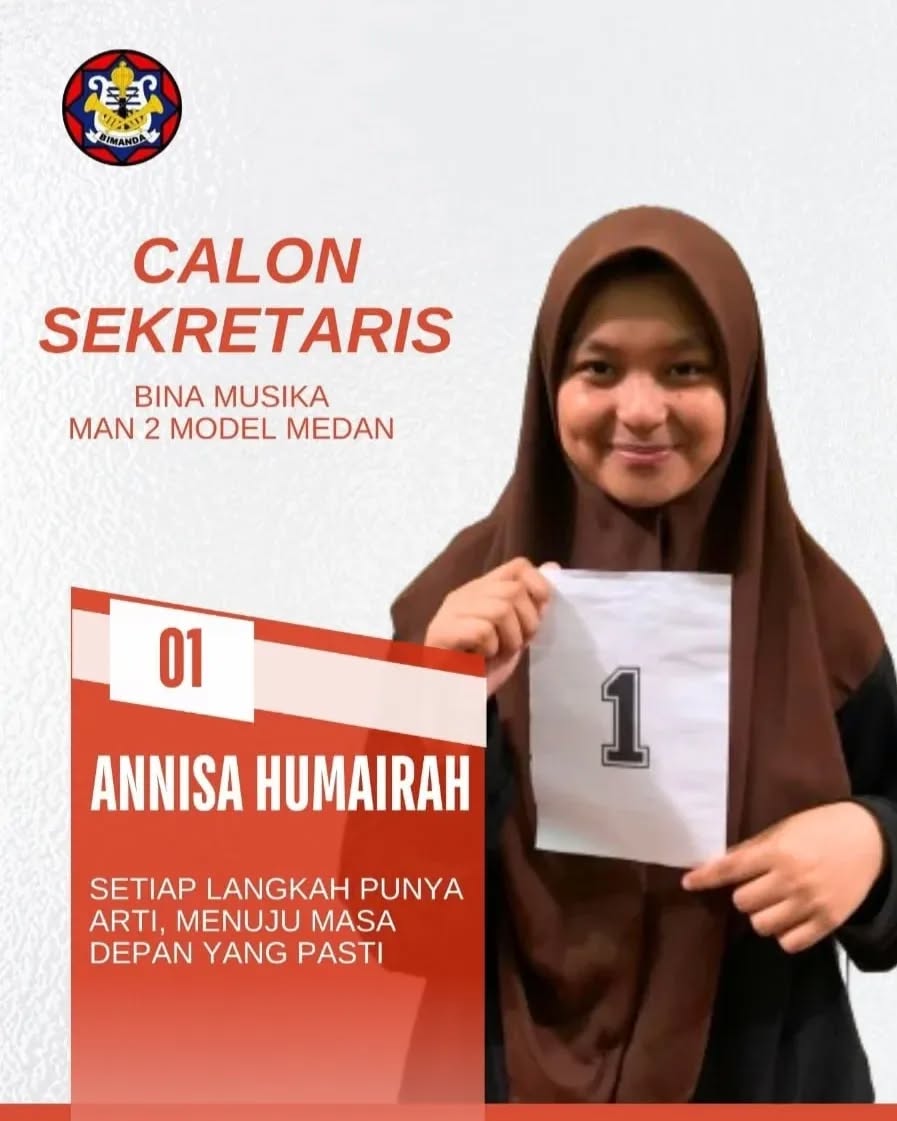 BIMANDA
CALON
SEKRETARIS
BINA MUSIKA
MAN 2 MODEL MEDAN
01
1
ANNISA HUMAIRAH
SETIAP LANGKAH PUNYA
ARTI, MENUJU MASA
DEPAN YANG PASTI